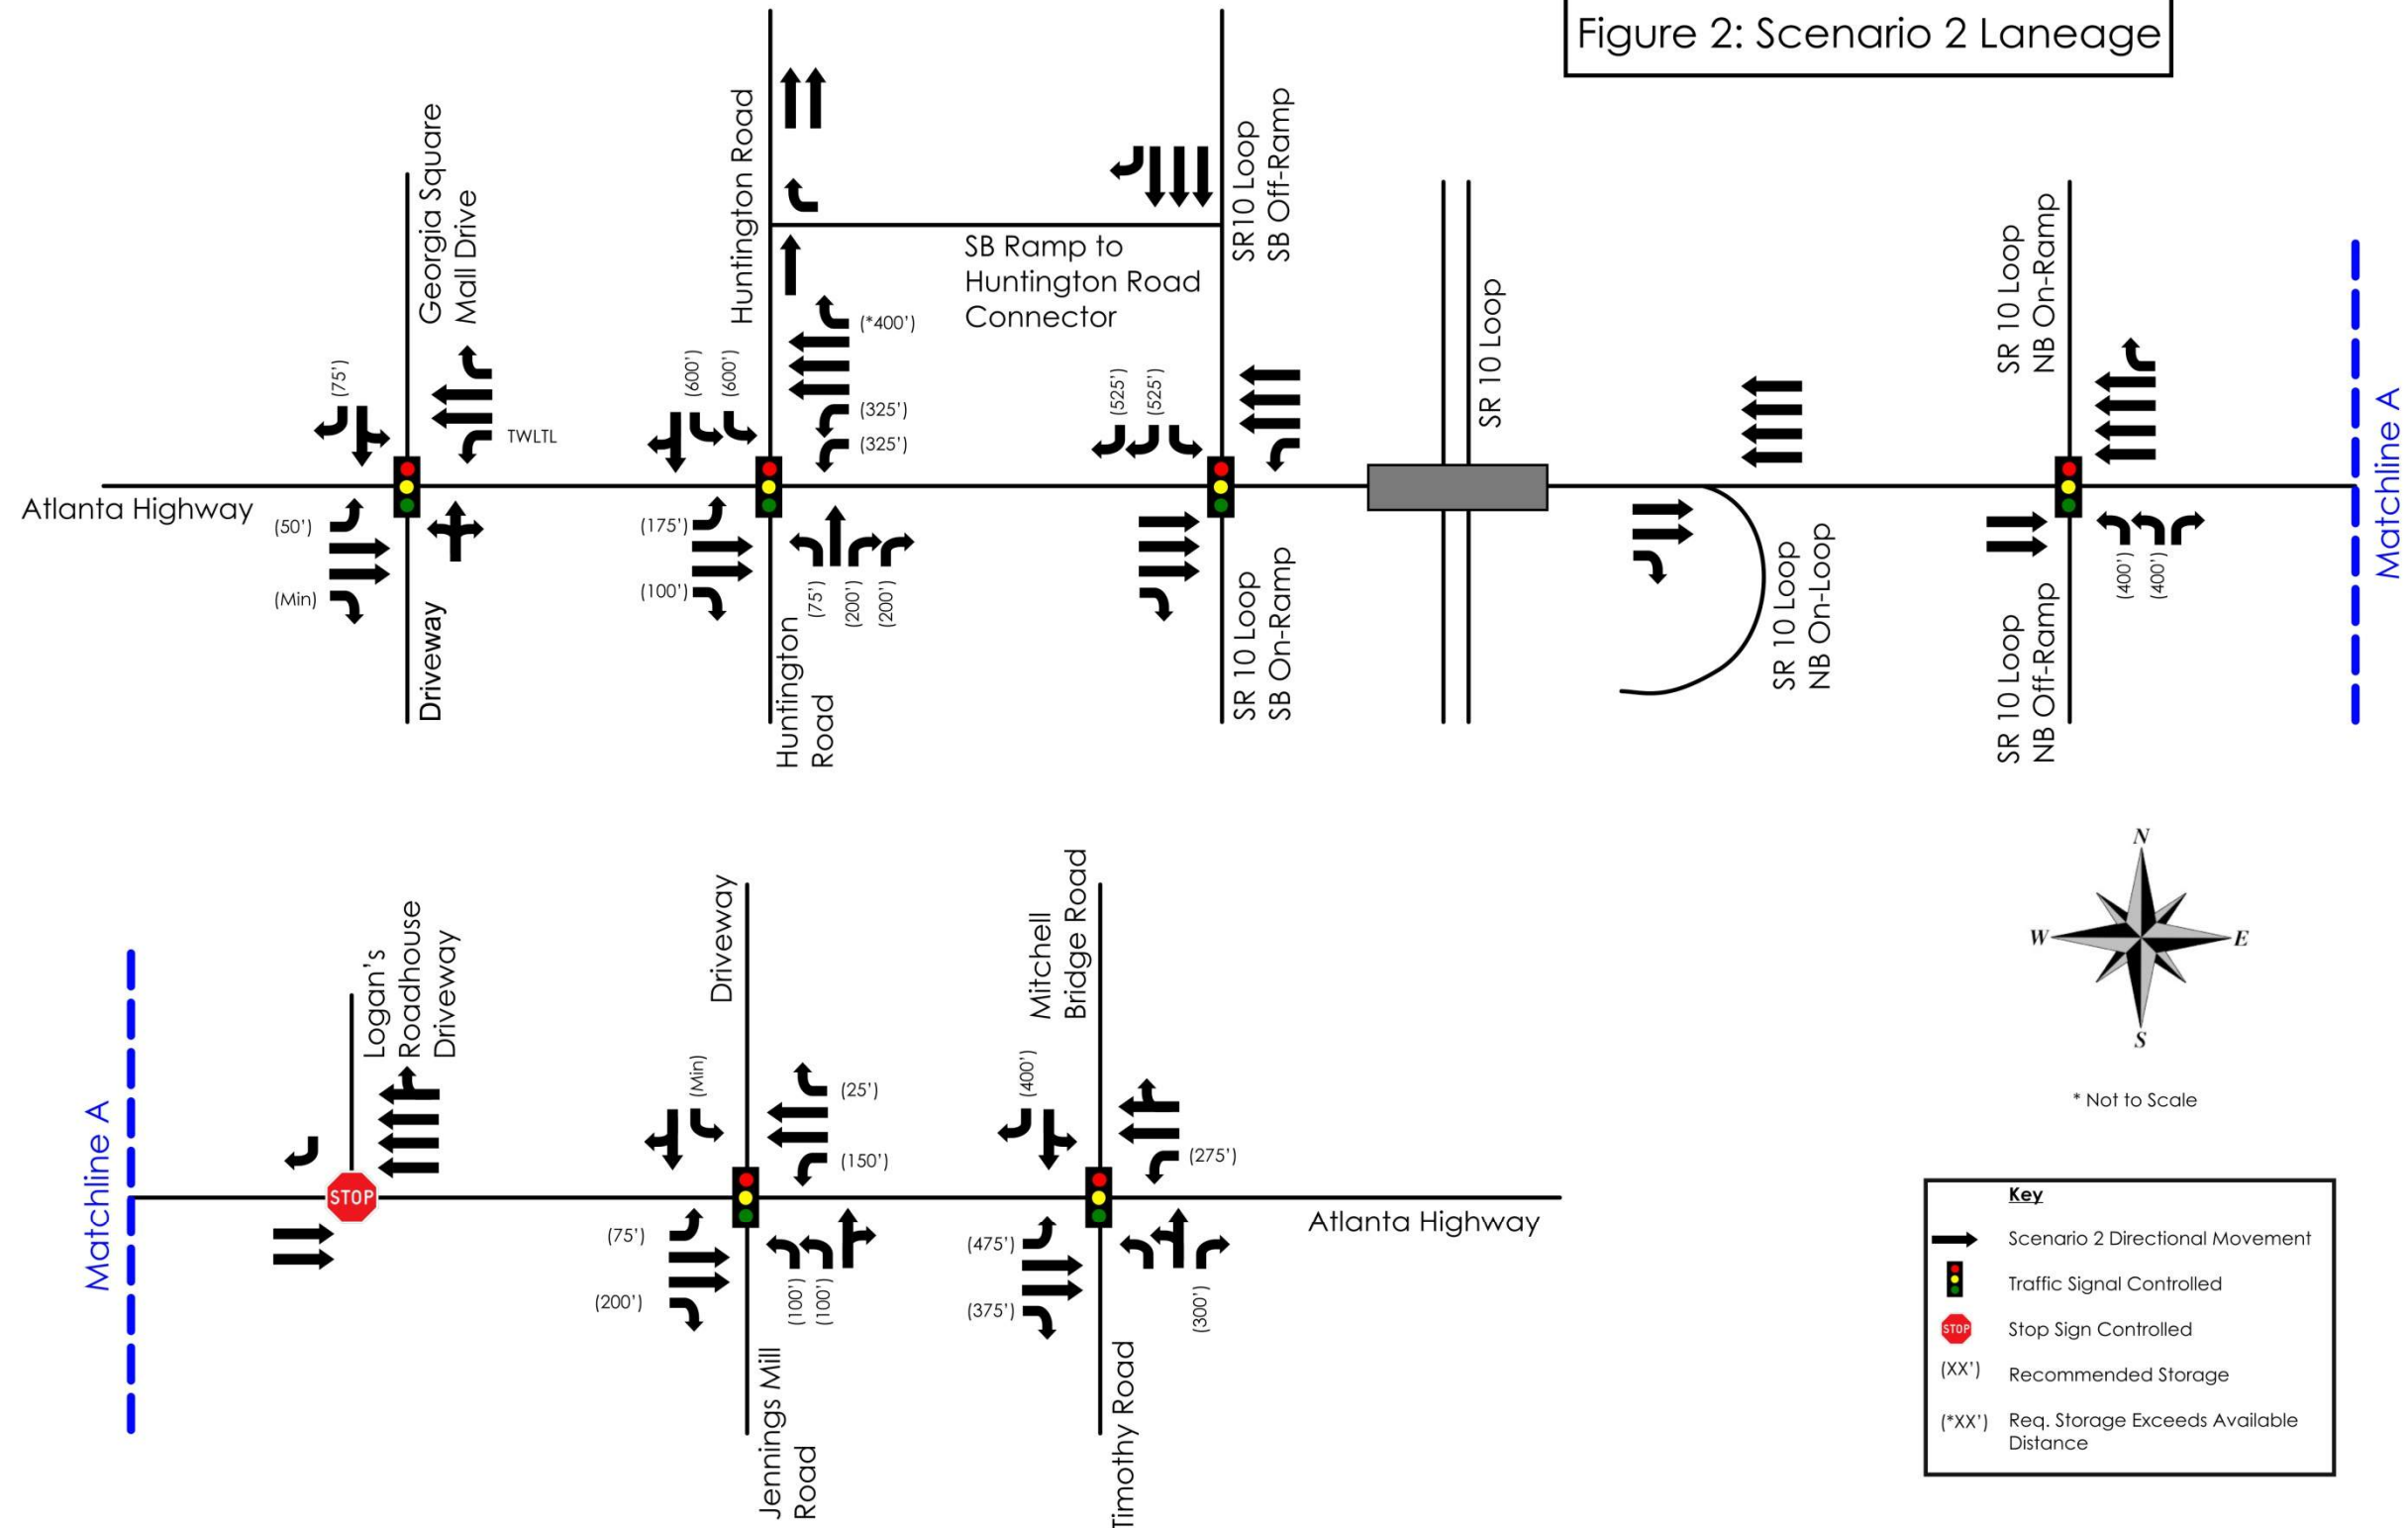 Figure 2: Scenario 2 Laneage
Georgia Square
Mall Drive
(75')
TWLTL
Atlanta Highway
(50')
(Min)
Driveway
Huntington Road
(600')
(600')
(*400')
(325')
(325')
(175')
(100')
(75')
(200')
(200')
Huntington
Road
SB Ramp to
Huntington Road
Connector
SR10 Loop
SB Off-Ramp
(525')
(525')
SR 10 Loop
SB On-Ramp
SR 10 Loop
SR 10 Loop
NB On-Loop
SR 10 Loop
NB On-Ramp
(400')
(400')
SR 10 Loop
NB Off-Ramp
Matchline A
Matchline A
Logan's
Roadhouse
Driveway
STOP
Driveway
(Min)
(25')
(150')
(75')
(200')
(100')
(100')
Jennings Mill
Road
Mitchell
Bridge Road
(400')
(275')
(475')
(375')
(300')
Timothy Road
Atlanta Highway
N
W
E
S
* Not to Scale
Key
Scenario 2 Directional Movement
Traffic Signal Controlled
STOP
Stop Sign Controlled
(XX')
Recommended Storage
(*XX')
Req. Storage Exceeds Available
Distance